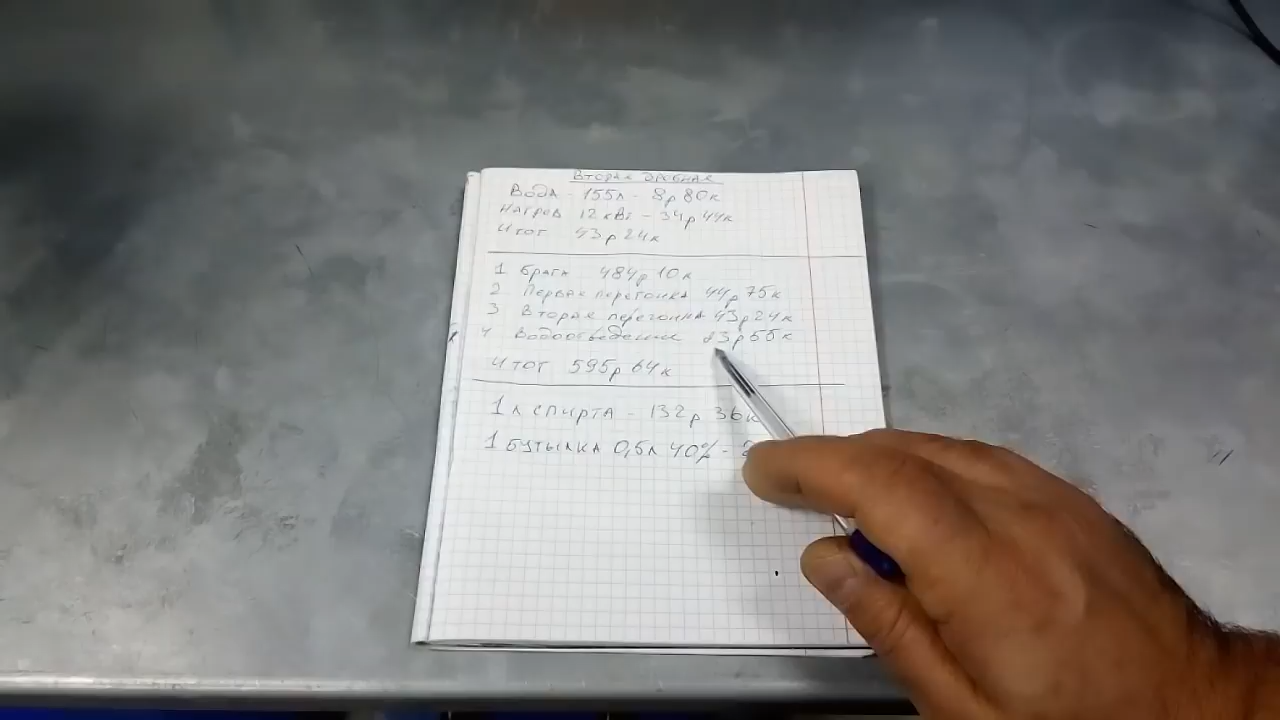 Вторая дробная
Вода - 155л - 8р 80к
Нагрев 12 кВт - 34р 44к
Итог 43р 24к
1 Брага 484р 10к
2 Первая перегонка 44р 75к
3 Вторая перегонка 43р 24к
4 Водоотведение 23р 55к
Итог 595р 64к
1 л спирта - 132р 36к
1 бутылка 0,5л 40% -